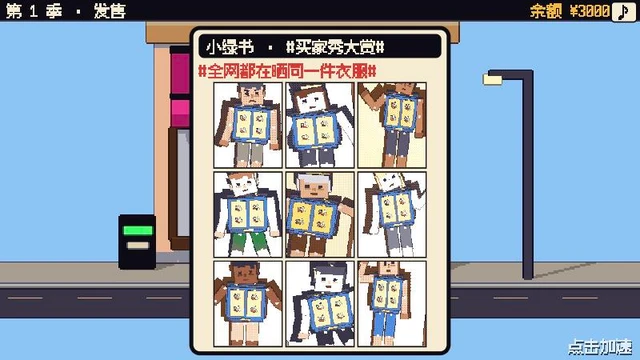 第 1 季 · 发售
余额 ¥3000
小绿书 · #买家秀大赏#
#全网都在晒同一件衣服#
点击加速